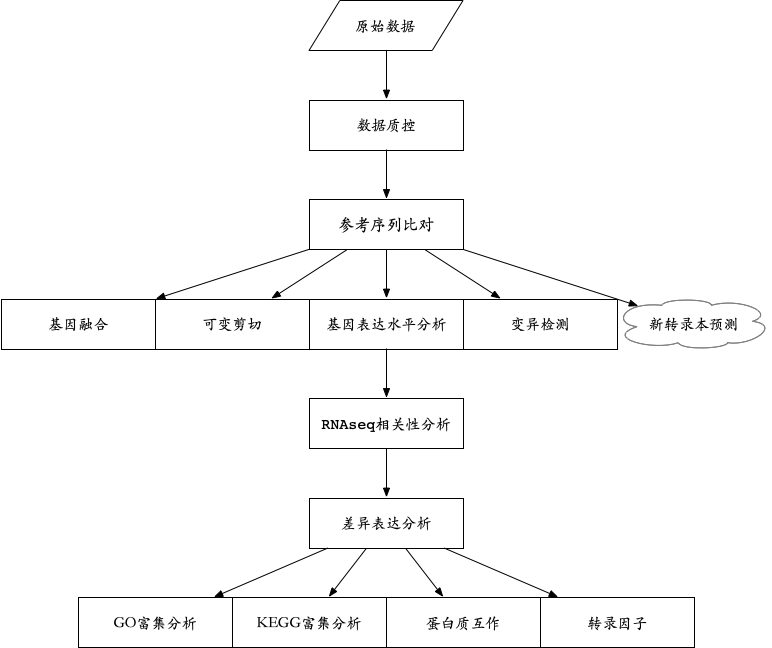 原始数据
数据质控
参考序列比对
基因融合
可变剪切
基因表达水平分析
变异检测
新转录本预测
RNAseq相关性分析
差异表达分析
GO富集分析
KEGG富集分析
蛋白质互作
转录因子